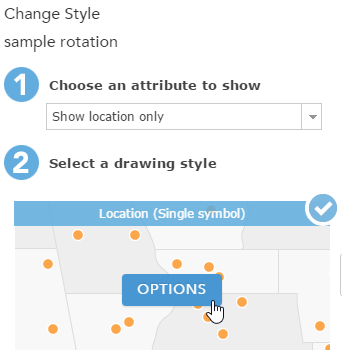 Change Style
sample rotation
1 Choose an attribute to show
Show location only
2 Select a drawing style
Location (Single symbol)
OPTIONS